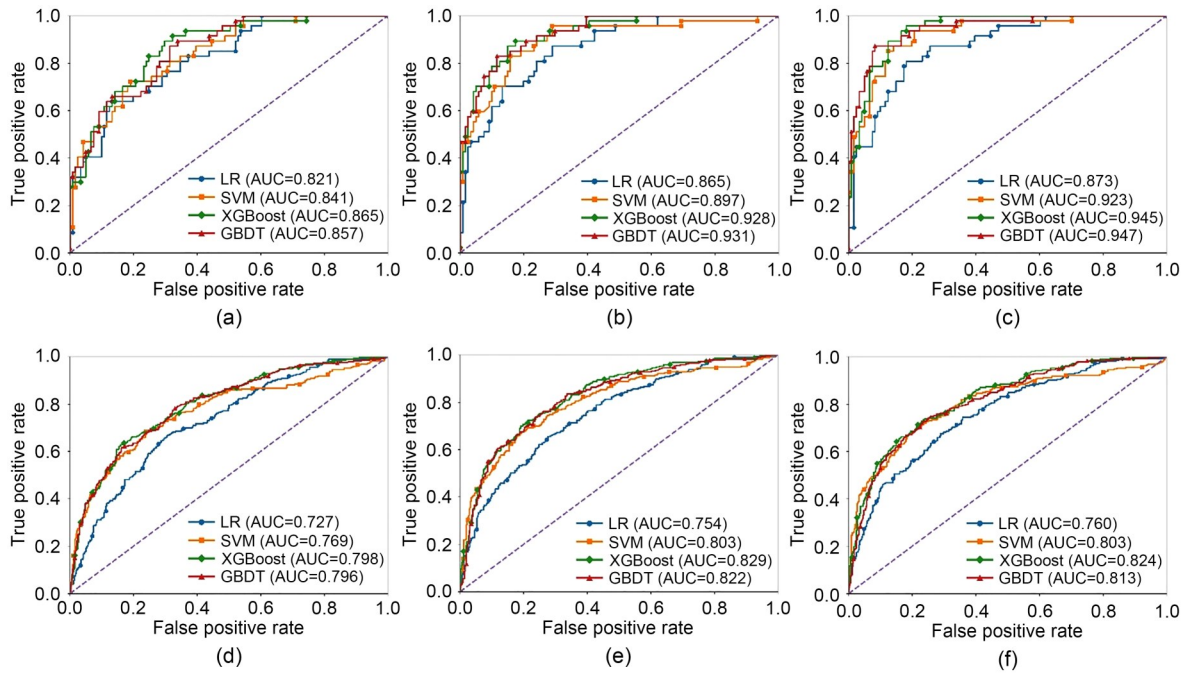 True positive rate
1.0
0.8
0.6
0.4
0.2
0.0
LR (AUC=0.821)
SVM (AUC=0.841)
XGBoost (AUC=0.865)
GBDT (AUC=0.857)
0.0 0.2 0.4 0.6 0.8 1.0
False positive rate
(a)
True positive rate
1.0
0.8
0.6
0.4
0.2
0.0
LR (AUC=0.865)
SVM (AUC=0.897)
XGBoost (AUC=0.928)
GBDT (AUC=0.931)
0.0 0.2 0.4 0.6 0.8 1.0
False positive rate
(b)
True positive rate
1.0
0.8
0.6
0.4
0.2
0.0
LR (AUC=0.873)
SVM (AUC=0.923)
XGBoost (AUC=0.945)
GBDT (AUC=0.947)
0.0 0.2 0.4 0.6 0.8 1.0
False positive rate
(c)
True positive rate
1.0
0.8
0.6
0.4
0.2
0.0
LR (AUC=0.727)
SVM (AUC=0.769)
XGBoost (AUC=0.798)
GBDT (AUC=0.796)
0.0 0.2 0.4 0.6 0.8 1.0
False positive rate
(d)
True positive rate
1.0
0.8
0.6
0.4
0.2
0.0
LR (AUC=0.754)
SVM (AUC=0.803)
XGBoost (AUC=0.829)
GBDT (AUC=0.822)
0.0 0.2 0.4 0.6 0.8 1.0
False positive rate
(e)
True positive rate
1.0
0.8
0.6
0.4
0.2
0.0
LR (AUC=0.760)
SVM (AUC=0.803)
XGBoost (AUC=0.824)
GBDT (AUC=0.813)
0.0 0.2 0.4 0.6 0.8 1.0
False positive rate
(f)